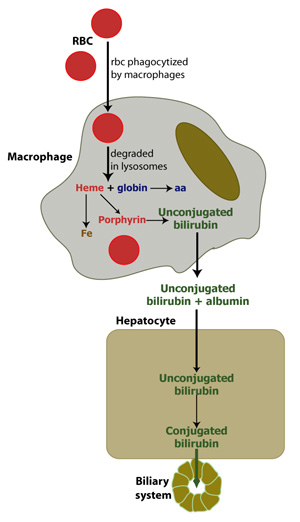 RBC
rbc phagocytized
by macrophages
Macrophage
degraded
in lysosomes
Heme + globin → aa
Porphyrin
Fe
Unconjugated
bilirubin
Unconjugated
bilirubin + albumin
Hepatocyte
Unconjugated
bilirubin
Conjugated
bilirubin
Biliary
system